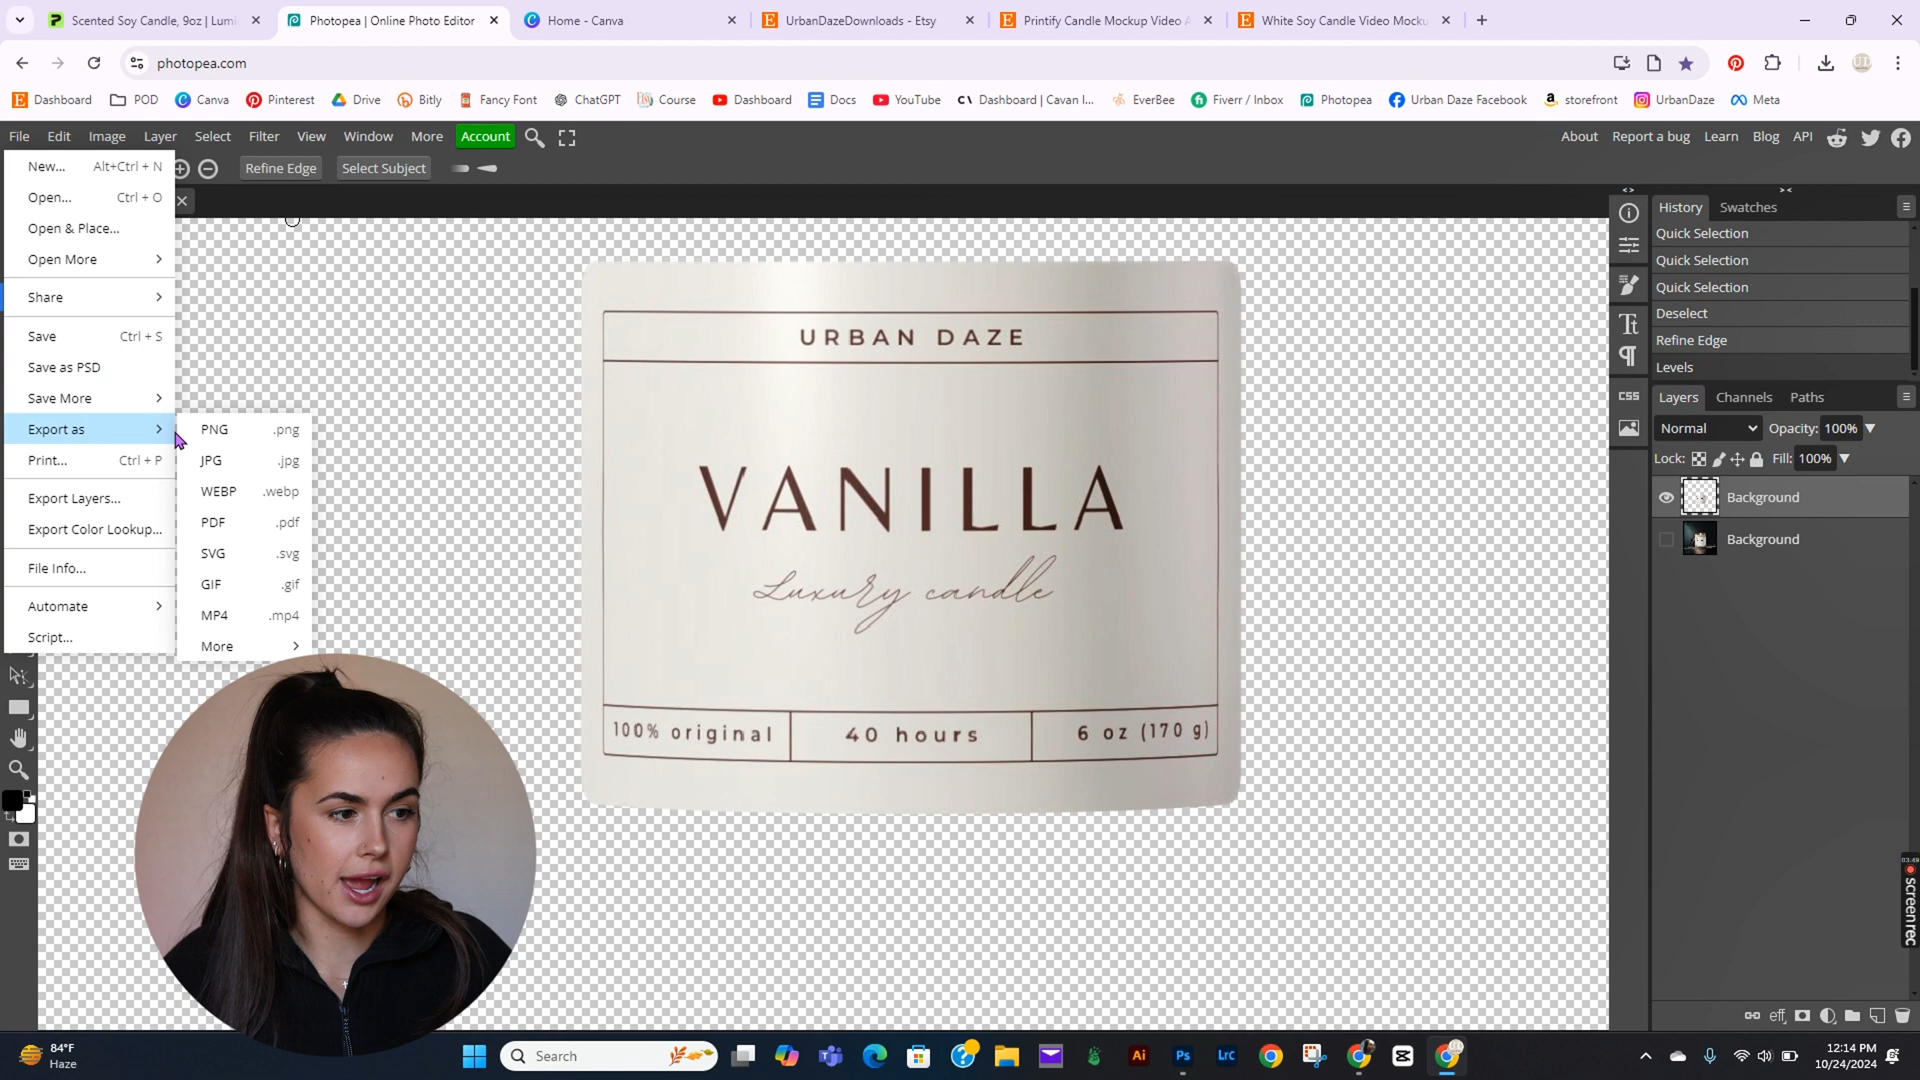 Scented Soy Candle, 9oz | Lumi
Photopea | Online Photo Editor
Home - Canva
UrbanDazeDownloads - Etsy
Printify Candle Mockup Video A
White Soy Candle Video Mocku
photopea.com
Dashboard
POD
Canva
Pinterest
Drive
Bitly
Fancy Font
ChatGPT
Course
Dashboard
Docs
YouTube
Dashboard | Cavan I...
EverBee
Fiverr / Inbox
Photopea
Urban Daze Facebook
storefront
UrbanDaze
Meta
File Edit Image Layer Select Filter View Window More Account
About Report a bug Learn Blog API
Refine Edge Select Subject
New... Alt+Ctrl + N
Open... Ctrl + O
Open & Place...
Open More
Share
Save Ctrl + S
Save as PSD
Save More
Export as
Print... Ctrl + P
Export Layers...
Export Color Lookup...
File Info...
Automate
Script...
PNG .png
JPG .jpg
WEBP .webp
PDF .pdf
SVG .svg
GIF .gif
MP4 .mp4
More
URBAN DAZE
VANILLA
Luxury candle
100% original
40 hours
6 oz (170 g)
History Swatches
Quick Selection
Quick Selection
Quick Selection
Deselect
Refine Edge
Levels
CSS
Layers Channels Paths
Normal Opacity: 100%
Lock: Fill: 100%
Background
Background
eff
03:49
screen rec
84°F
Haze
Search
Ai
Ps
Lrc
12:14 PM
10/24/2024